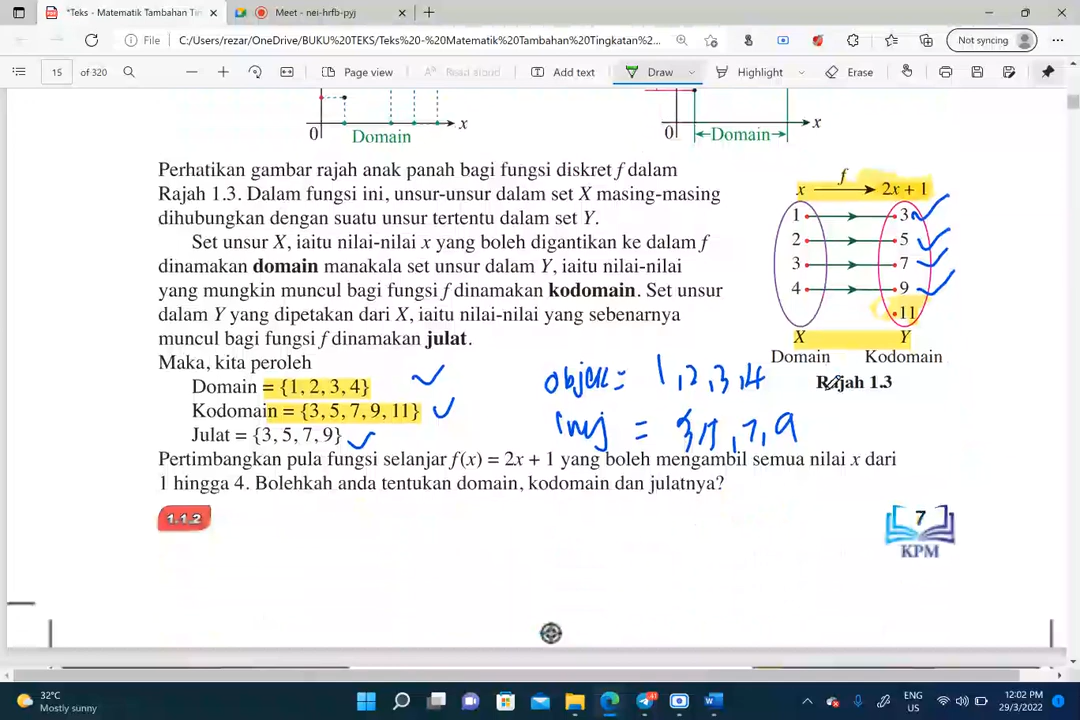 *Teks - Matematik Tambahan Tin
Meet - nei-hrfb-pyj
File
C:/Users/rezar/OneDrive/BUKU%20TEKS/Teks%20-%20Matematik%20Tambahan%20Tingkatan%...
Not syncing
15 of 320
Page view
Read aloud
Add text
Draw
Highlight
Erase
0 Domain x
0 Domain x
Perhatikan gambar rajah anak panah bagi fungsi diskret f dalam
Rajah 1.3. Dalam fungsi ini, unsur-unsur dalam set X masing-masing
dihubungkan dengan suatu unsur tertentu dalam set Y.
Set unsur X, iaitu nilai-nilai x yang boleh digantikan ke dalam f
dinamakan domain manakala set unsur dalam Y, iaitu nilai-nilai
yang mungkin muncul bagi fungsi f dinamakan kodomain. Set unsur
dalam Y yang dipetakan dari X, iaitu nilai-nilai yang sebenarnya
muncul bagi fungsi f dinamakan julat.
Maka, kita peroleh
Domain = {1, 2, 3, 4}
Kodomain = {3, 5, 7, 9, 11}
Julat = {3, 5, 7, 9}
f
x 2x + 1
1 3
2 5
3 7
4 9
11
X Y
Domain Kodomain
Rajah 1.3
objek = 1, 2, 3, 4
imej = 3, 5, 7, 9
Pertimbangkan pula fungsi selanjar f(x) = 2x + 1 yang boleh mengambil semua nilai x dari
1 hingga 4. Bolehkah anda tentukan domain, kodomain dan julatnya?
1.1.2
7
KPM
32°C
Mostly sunny
41
ENG
US
12:02 PM
29/3/2022